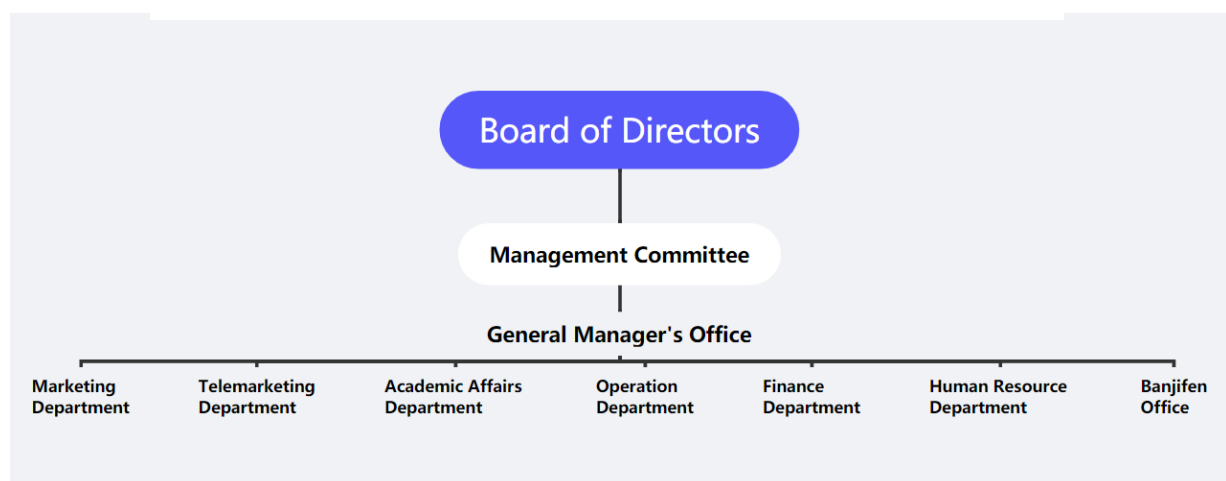 Board of Directors
Management Committee
General Manager's Office
Marketing
Department
Telemarketing
Department
Academic Affairs
Department
Operation
Department
Finance
Department
Human Resource
Department
Banjifen
Office